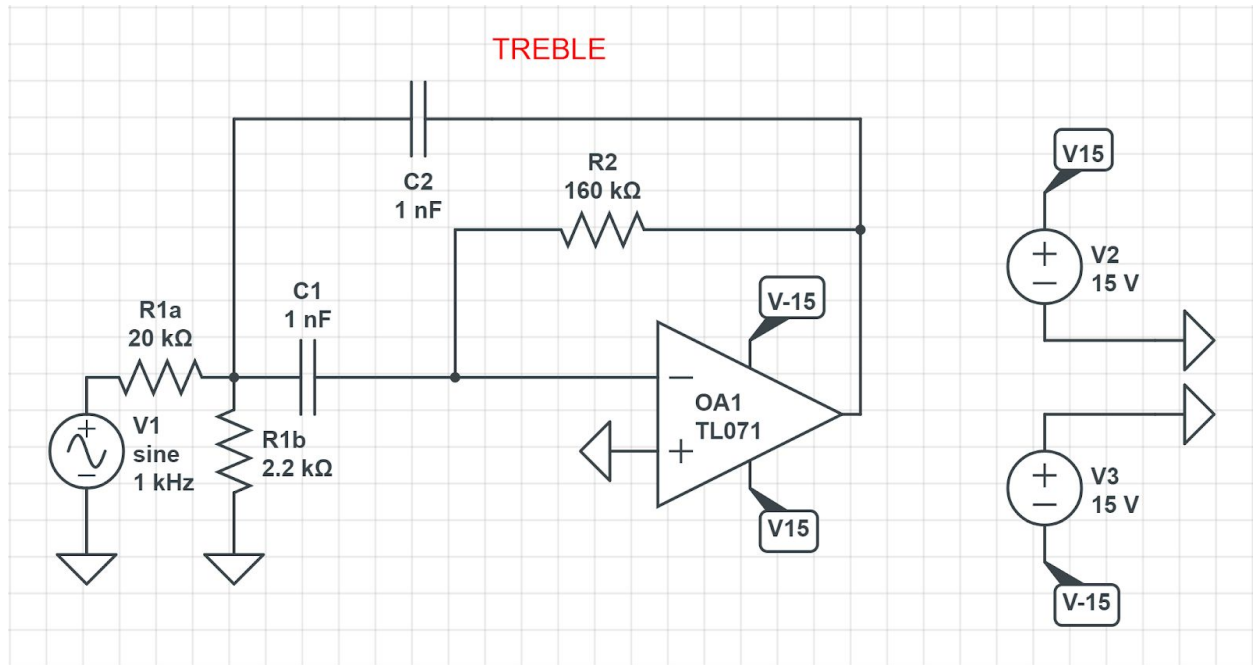 TREBLE
C2
1 nF
R2
160 kΩ
V15
V2
15 V
+
−
R1a
20 kΩ
C1
1 nF
V-15
V1
sine
1 kHz
+
−
R1b
2.2 kΩ
−
OA1
TL071
+
V15
+
−
V3
15 V
V-15